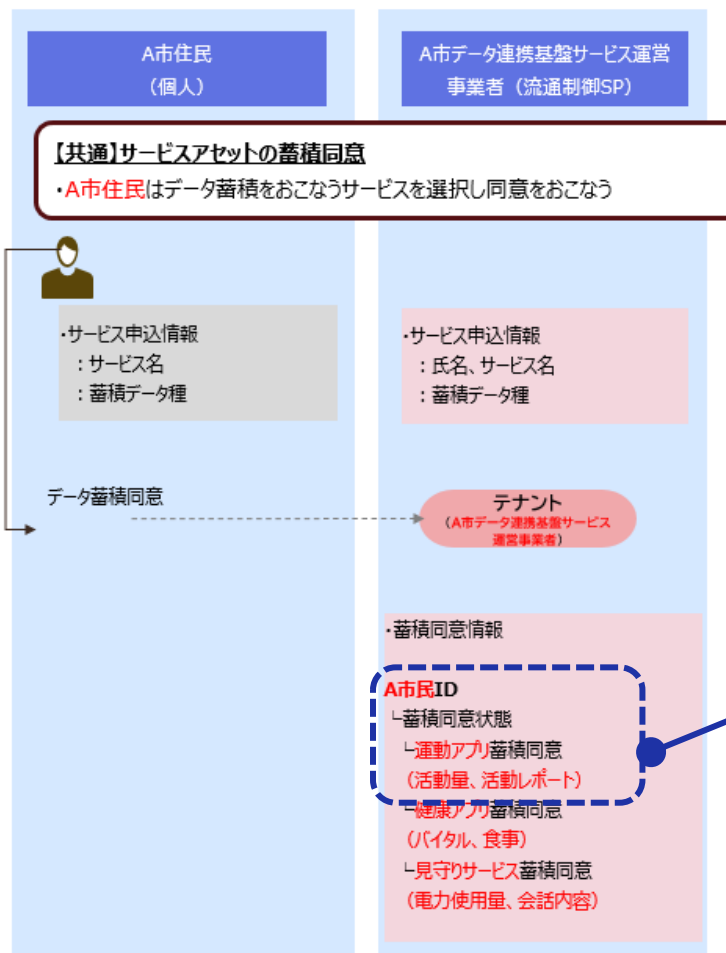 A市住民
（個人）
A市データ連携基盤サービス運営
事業者（流通制御SP）
【共通】サービスアセットの蓄積同意
・A市住民はデータ蓄積をおこなうサービスを選択し同意をおこなう
・サービス申込情報
：サービス名
：蓄積データ種
・サービス申込情報
：氏名、サービス名
：蓄積データ種
データ蓄積同意
テナント
（A市データ連携基盤サービス
運営事業者）
・蓄積同意情報
A市民ID
└蓄積同意状態
└運動アプリ蓄積同意
（活動量、活動レポート）
└健康アプリ蓄積同意
（バイタル、食事）
└見守りサービス蓄積同意
（電力使用量、会話内容）